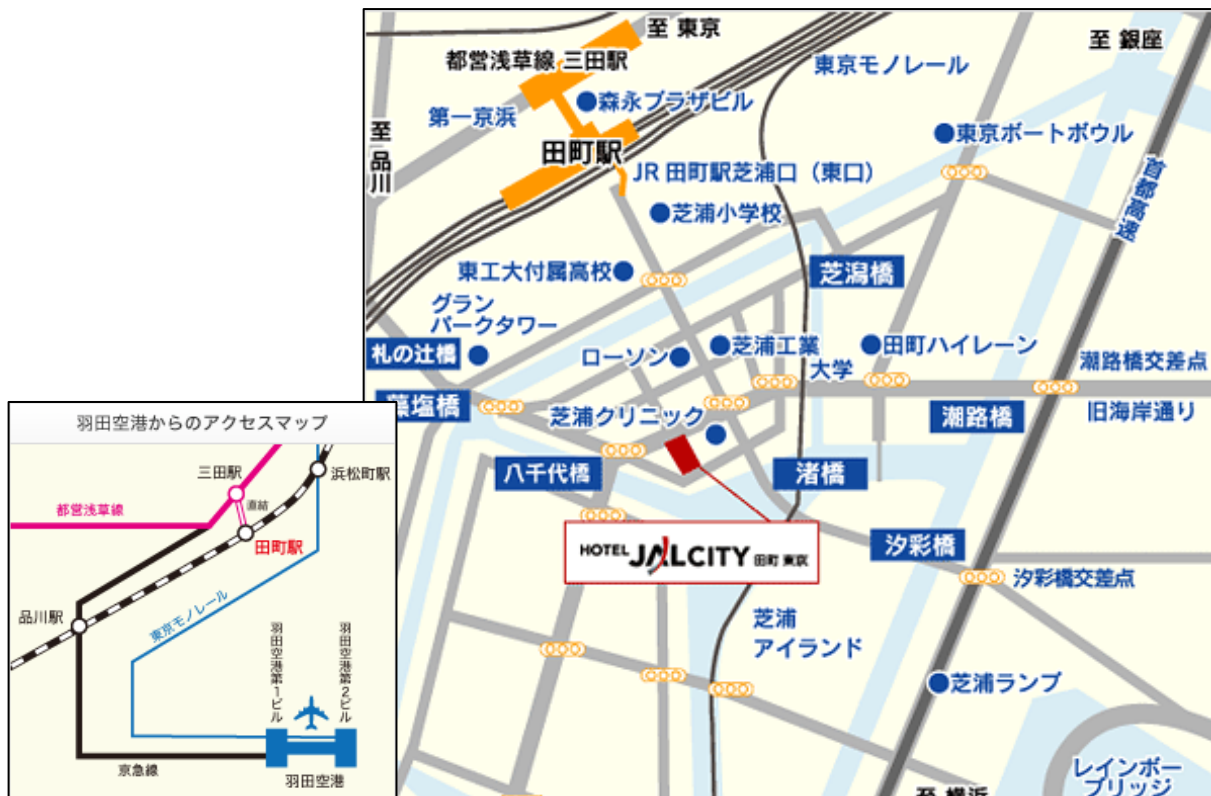 至 東京
都営浅草線 三田駅
至 銀座
東京モノレール
森永プラザビル
第一京浜
東京ボートボウル
至 品川
田町駅
JR 田町駅芝浦口（東口）
首都高速
芝浦小学校
東工大付属高校
芝潟橋
グラン
パークタワー
札の辻橋
ローソン
芝浦工業
大学
田町ハイレーン
潮路橋交差点
藻塩橋
芝浦クリニック
潮路橋
旧海岸通り
八千代橋
渚橋
HOTEL JALCITY 田町 東京
汐彩橋
汐彩橋交差点
芝浦
アイランド
芝浦ランプ
レインボー
ブリッジ
至 横浜
羽田空港からのアクセスマップ
三田駅
浜松町駅
都営浅草線
直結
田町駅
品川駅
東京モノレール
羽田空港第1ビル
羽田空港第2ビル
京急線
羽田空港